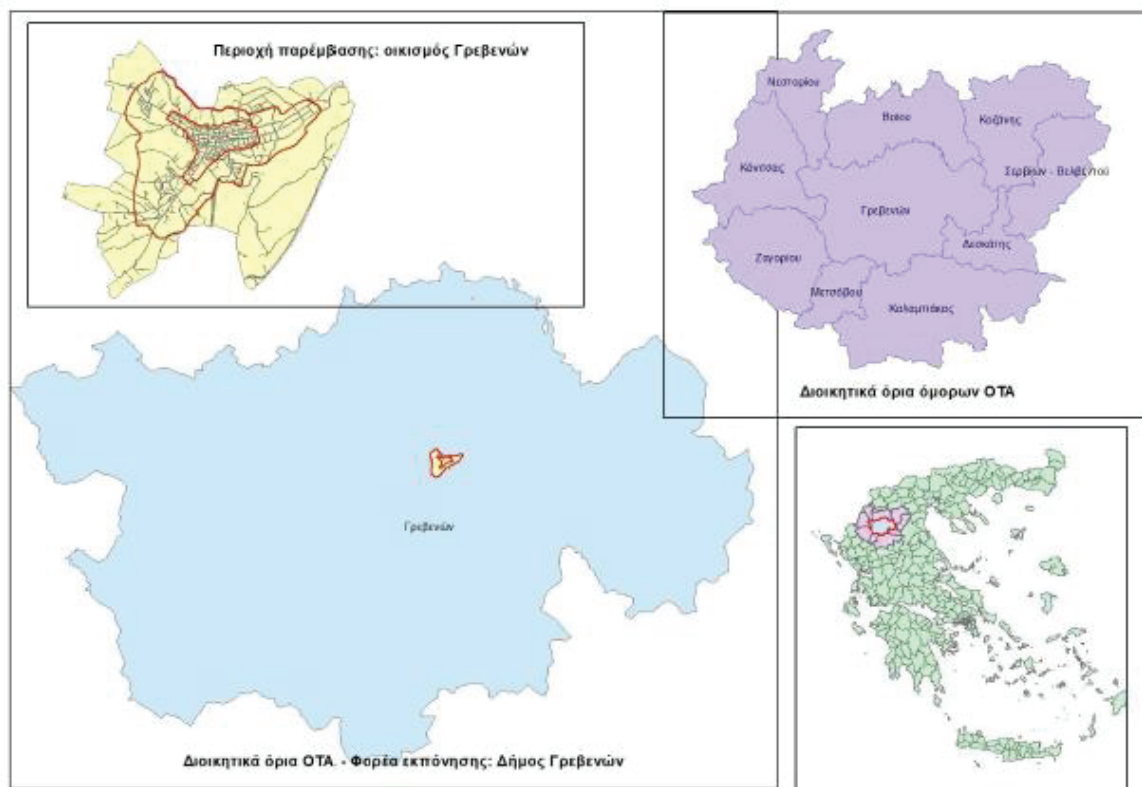 Περιοχή παρέμβασης: οικισμός Γρεβενών
Νεστορίου
Βοΐου
Κοζάνης
Κόνιτσας
Σερβίων - Βελβεντού
Γρεβενών
Δεσκάτης
Ζαγορίου
Μετσόβου
Καλαμπάκας
Διοικητικά όρια όμορων ΟΤΑ
Γρεβενών
Διοικητικά όρια ΟΤΑ - Φορέα εκπόνησης: Δήμος Γρεβενών